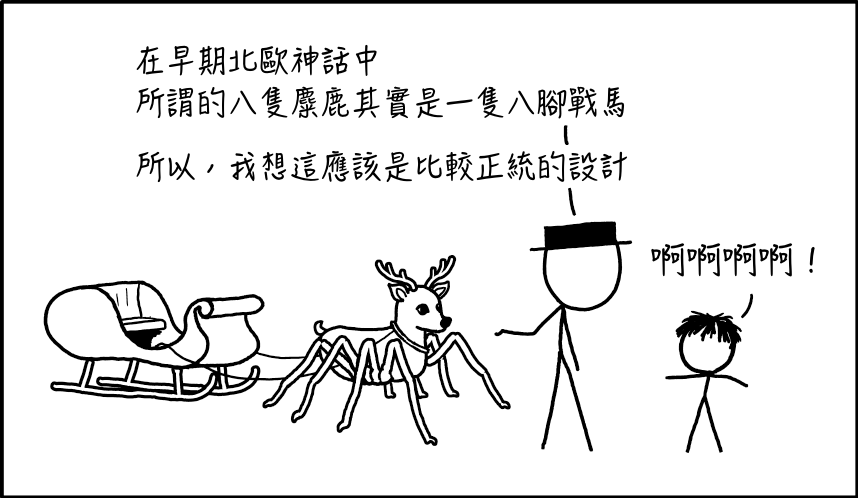 在早期北歐神話中
所謂的八隻麋鹿其實是一隻八腳戰馬
所以，我想這應該是比較正統的設計
啊啊啊啊！